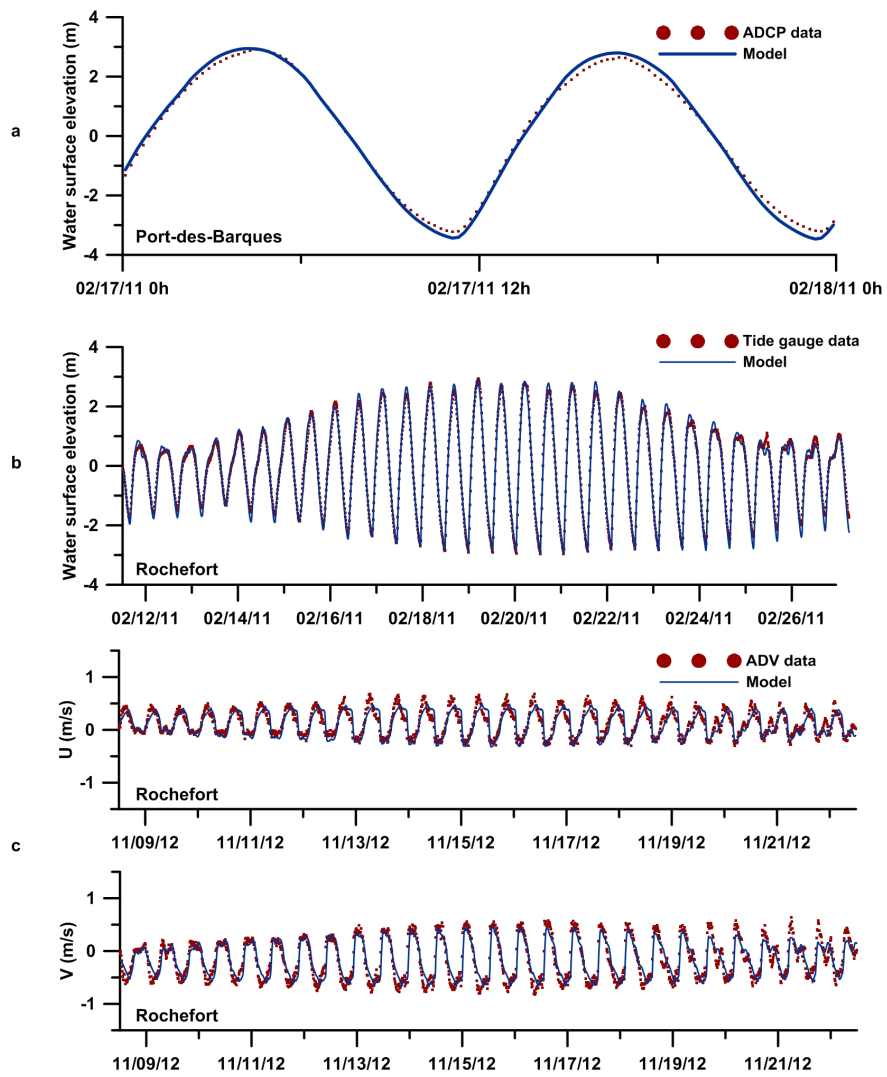 a
Water surface elevation (m)
4
2
0
-2
-4
ADCP data
Model
Port-des-Barques
02/17/11 0h
02/17/11 12h
02/18/11 0h
b
Water surface elevation (m)
4
2
0
-2
-4
Tide gauge data
Model
Rochefort
02/12/11
02/14/11
02/16/11
02/18/11
02/20/11
02/22/11
02/24/11
02/26/11
c
U (m/s)
1
0
-1
ADV data
Model
Rochefort
11/09/12
11/11/12
11/13/12
11/15/12
11/17/12
11/19/12
11/21/12
V (m/s)
1
0
-1
Rochefort
11/09/12
11/11/12
11/13/12
11/15/12
11/17/12
11/19/12
11/21/12